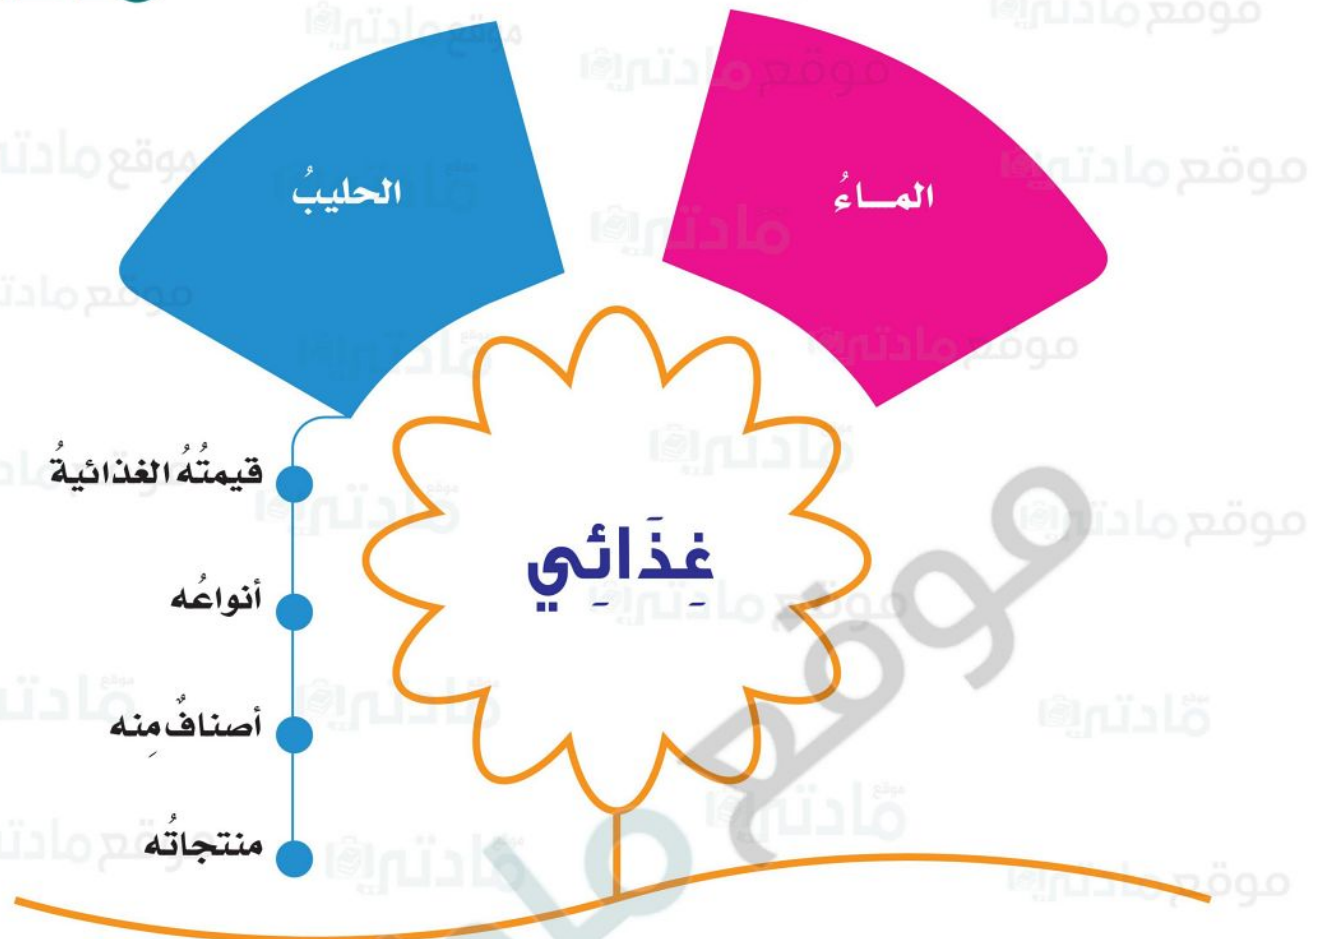 الماءُ
الحليبُ
غِذَائِي
قيمتُهُ الغذائيةُ
أنواعُه
أصنافٌ مِنه
منتجاتُه
موقع مادتي